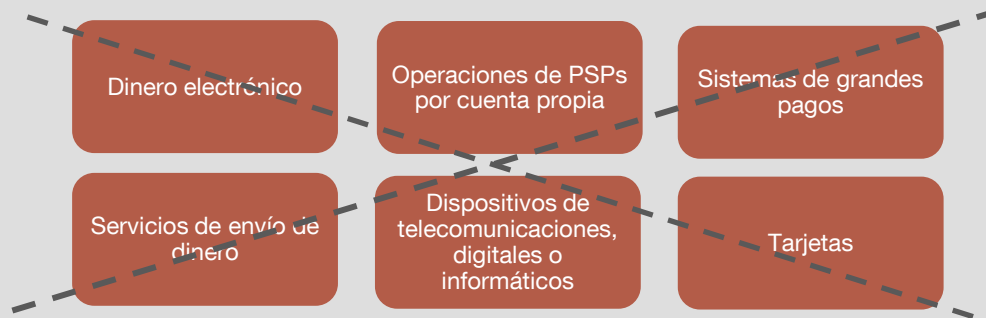 Dinero electrónico
Operaciones de PSPs
por cuenta propia
Sistemas de grandes
pagos
Servicios de envío de
dinero
Dispositivos de
telecomunicaciones,
digitales o
informáticos
Tarjetas